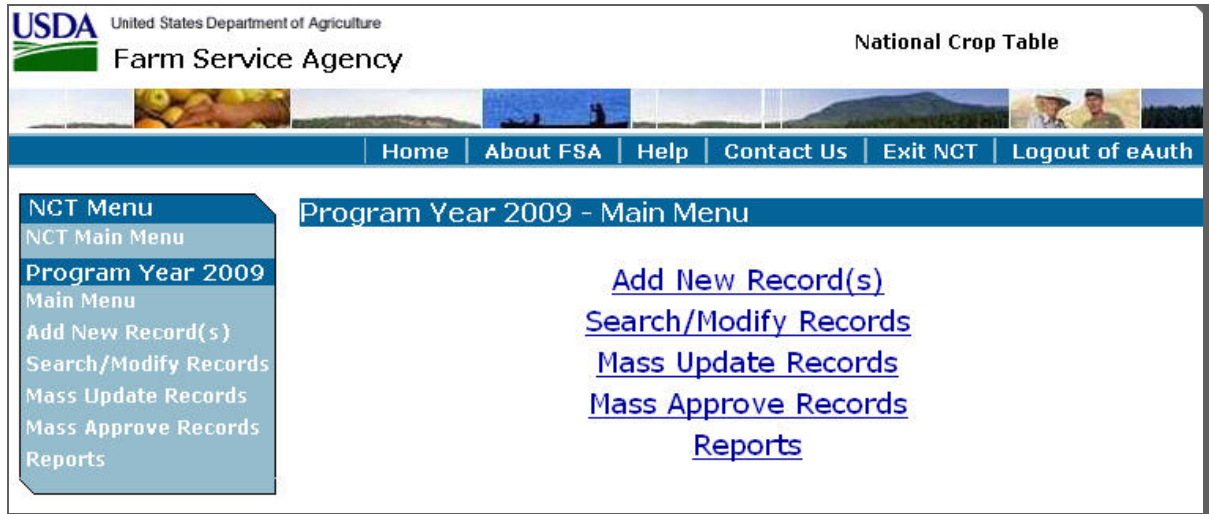 USDA
United States Department of Agriculture
Farm Service Agency
National Crop Table
Home | About FSA | Help | Contact Us | Exit NCT | Logout of eAuth
NCT Menu
NCT Main Menu
Program Year 2009
Main Menu
Add New Record(s)
Search/Modify Records
Mass Update Records
Mass Approve Records
Reports
Program Year 2009 - Main Menu
Add New Record(s)
Search/Modify Records
Mass Update Records
Mass Approve Records
Reports